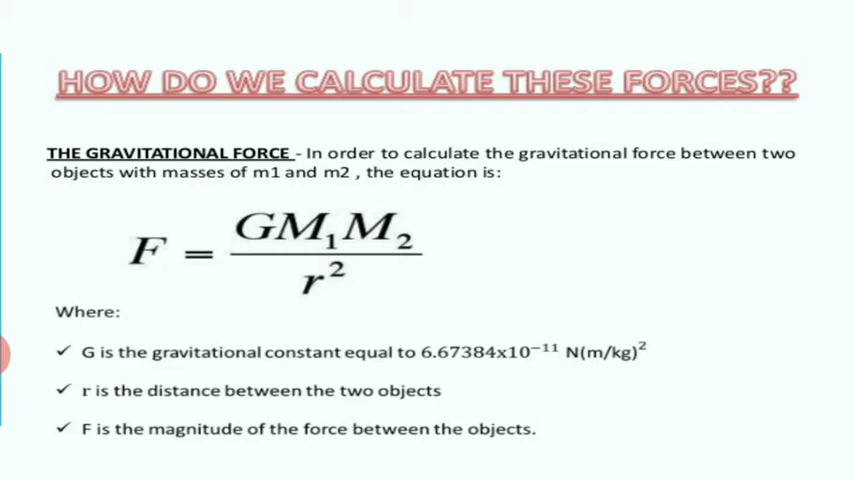 HOW DO WE CALCULATE THESE FORCES??
THE GRAVITATIONAL FORCE - In order to calculate the gravitational force between two
objects with masses of m1 and m2 , the equation is:
F = GM₁M₂ / r²
Where:
✓ G is the gravitational constant equal to 6.67384x10⁻¹¹ N(m/kg)²
✓ r is the distance between the two objects
✓ F is the magnitude of the force between the objects.